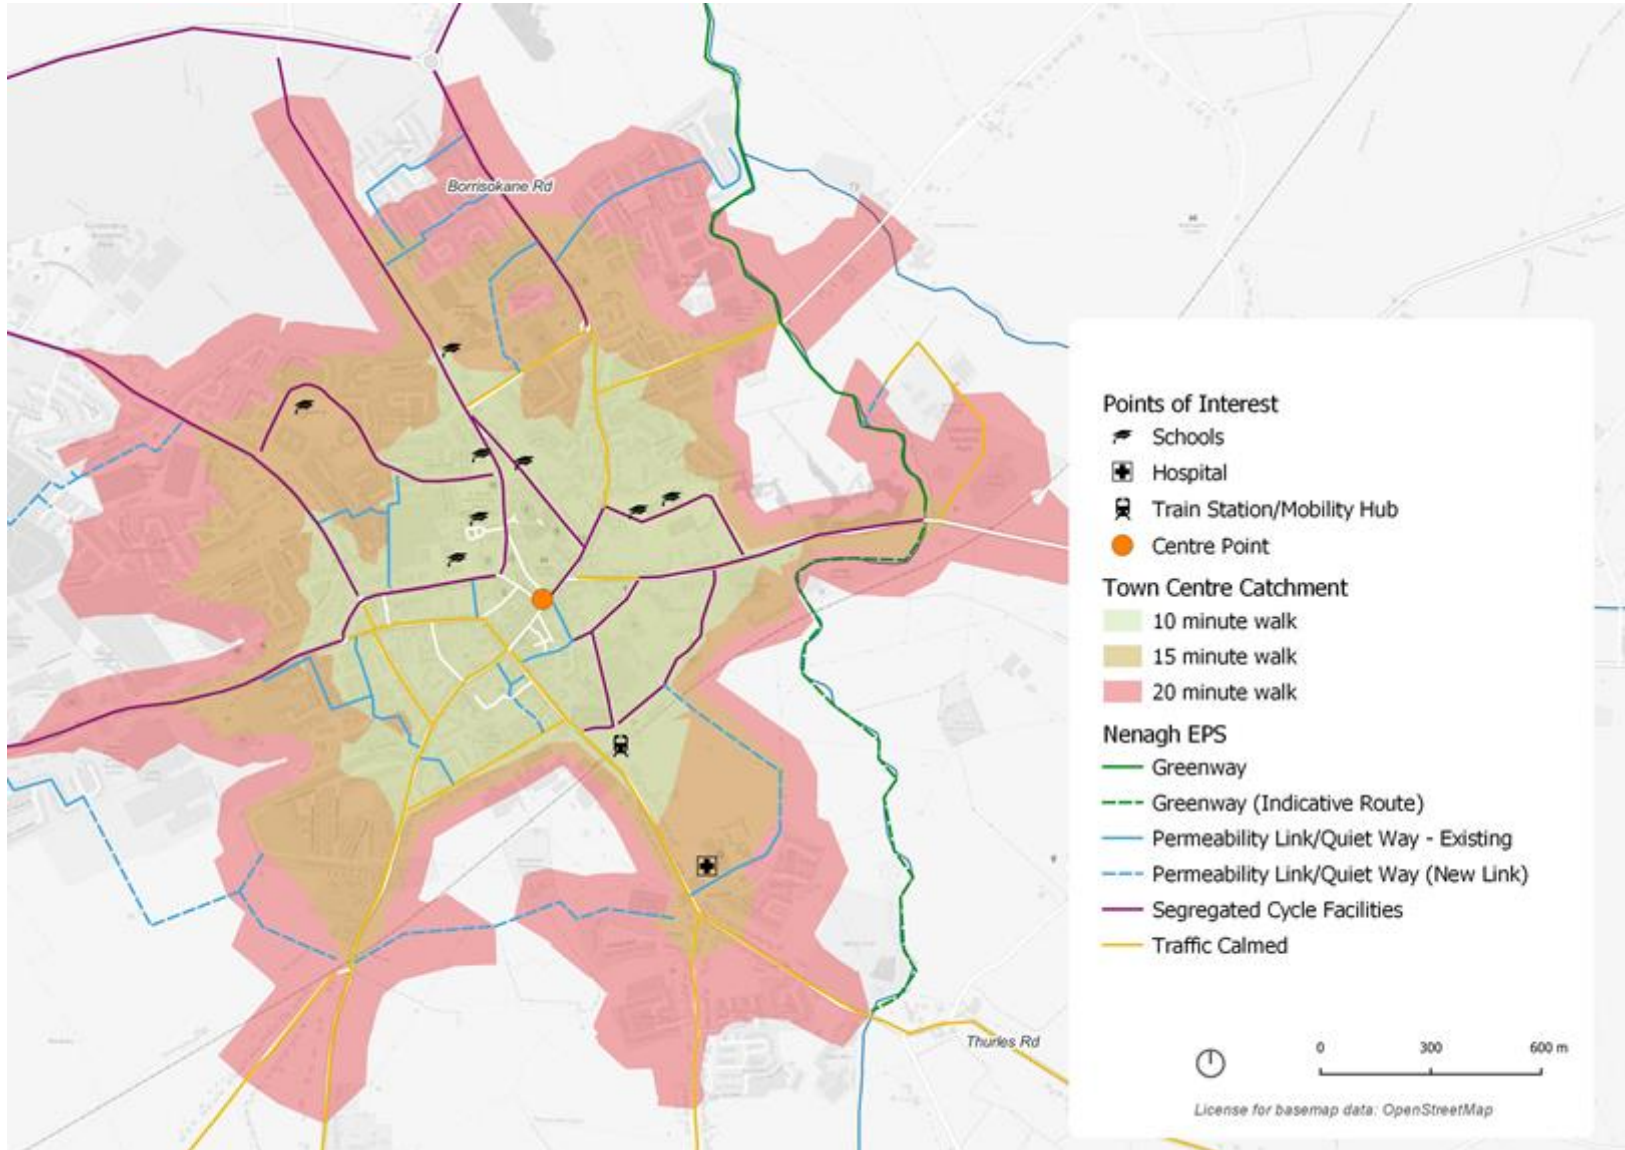 Borrisokane Rd
Points of Interest
Schools
Hospital
Train Station/Mobility Hub
Centre Point
Town Centre Catchment
10 minute walk
15 minute walk
20 minute walk
Nenagh EPS
Greenway
Greenway (Indicative Route)
Permeability Link/Quiet Way - Existing
Permeability Link/Quiet Way (New Link)
Segregated Cycle Facilities
Traffic Calmed
Thurles Rd
0 300 600 m
License for basemap data: OpenStreetMap